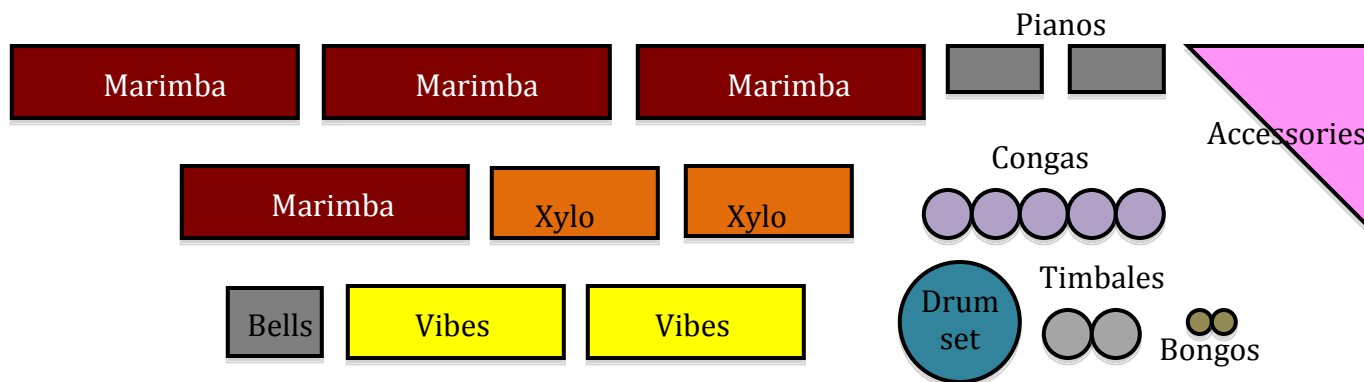 Pianos
Marimba
Marimba
Marimba
Accessories
Congas
Marimba
Xylo
Xylo
Timbales
Bells
Vibes
Vibes
Drum
set
Bongos